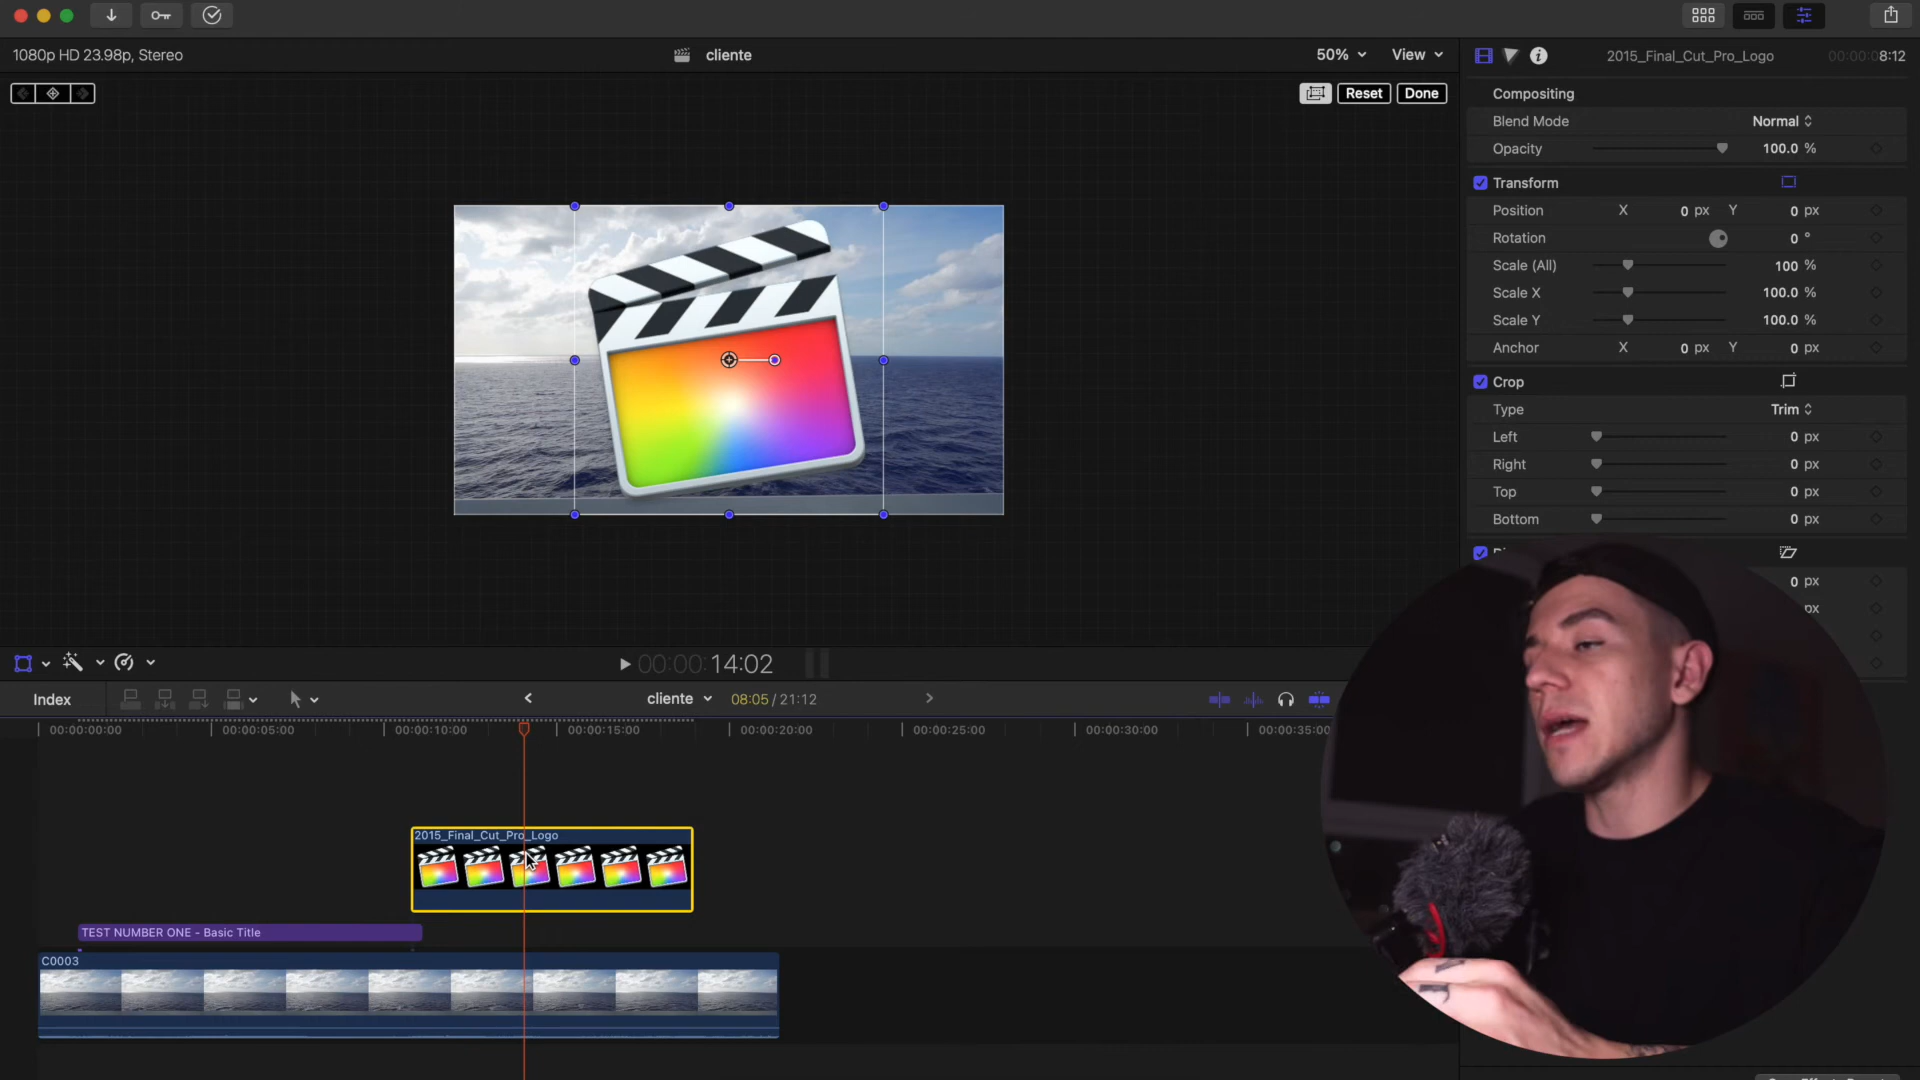 1080p HD 23.98p, Stereo
cliente
50%
View
2015_Final_Cut_Pro_Logo
00:00:08:12
Reset
Done
Compositing
Blend Mode
Normal
Opacity
100.0 %
Transform
Position
X
0 px
Y
0 px
Rotation
0 °
Scale (All)
100 %
Scale X
100.0 %
Scale Y
100.0 %
Anchor
X
0 px
Y
0 px
Crop
Type
Trim
Left
0 px
Right
0 px
Top
0 px
Bottom
0 px
0 px
px
00:00:14:02
Index
cliente
08:05 / 21:12
00:00:00:00
00:00:05:00
00:00:10:00
00:00:15:00
00:00:20:00
00:00:25:00
00:00:30:00
00:00:35:00
2015_Final_Cut_Pro_Logo
TEST NUMBER ONE - Basic Title
C0003